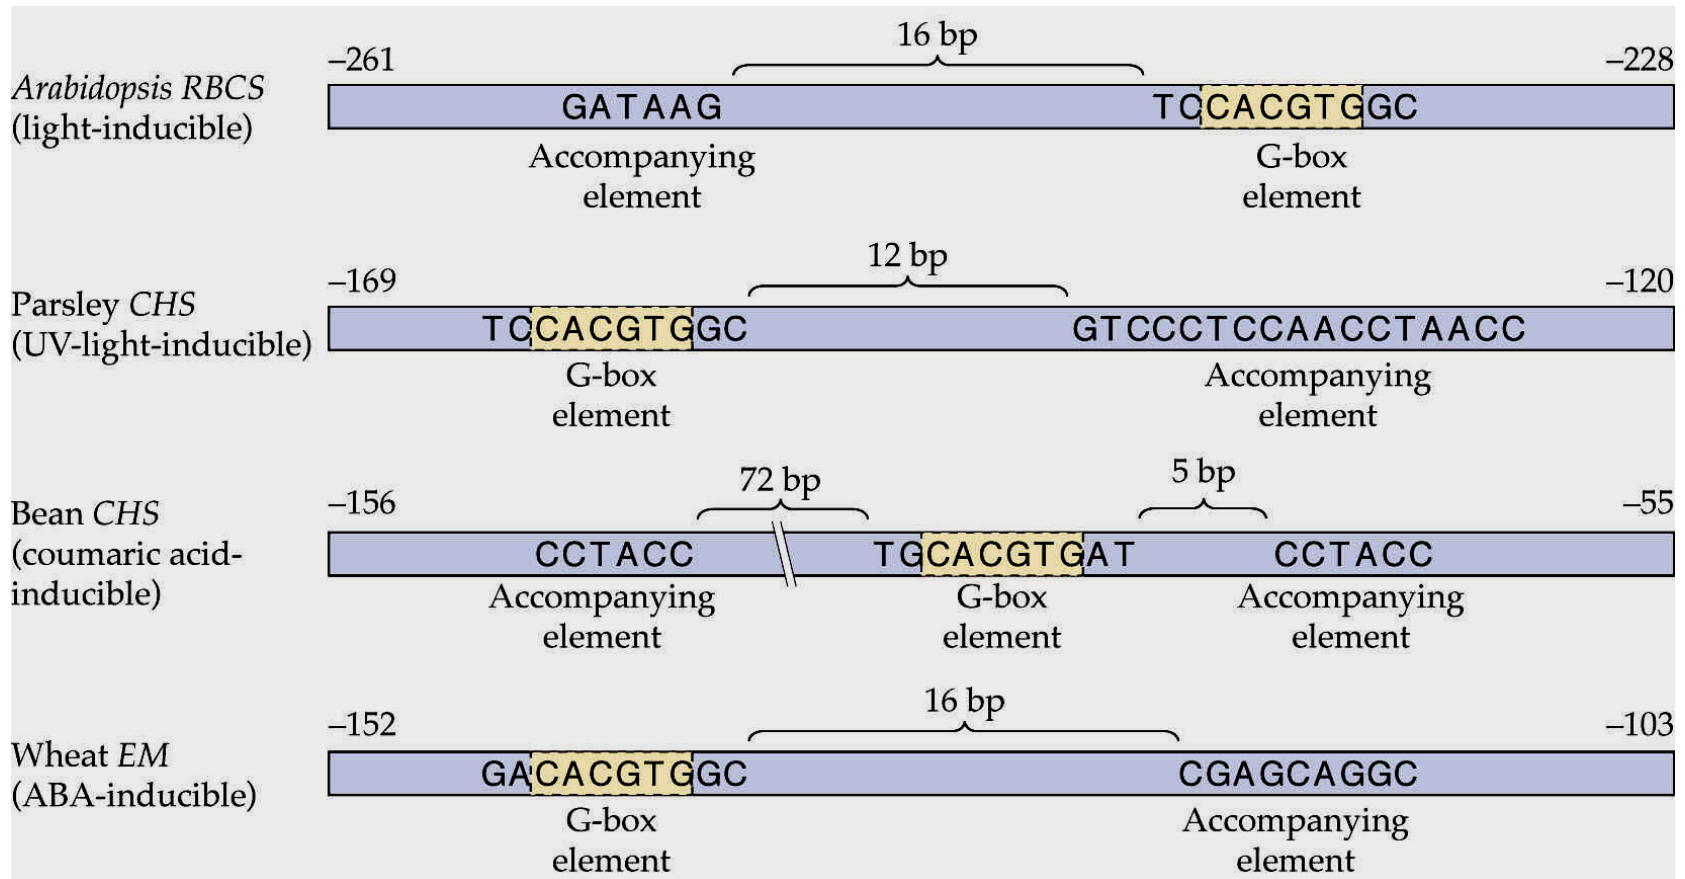 16 bp
–261
–228
Arabidopsis RBCS
(light-inducible)
GATAAG
TCCACGTGGC
Accompanying
element
G-box
element
12 bp
–169
–120
Parsley CHS
(UV-light-inducible)
TCCACGTGGC
GTCCCTCCAACCTAACC
G-box
element
Accompanying
element
72 bp
5 bp
–156
–55
Bean CHS
(coumaric acid-
inducible)
CCTACC
TGCACGTGAT
CCTACC
Accompanying
element
G-box
element
Accompanying
element
16 bp
–152
–103
Wheat EM
(ABA-inducible)
GACACGTGGC
CGAGCAGGC
G-box
element
Accompanying
element